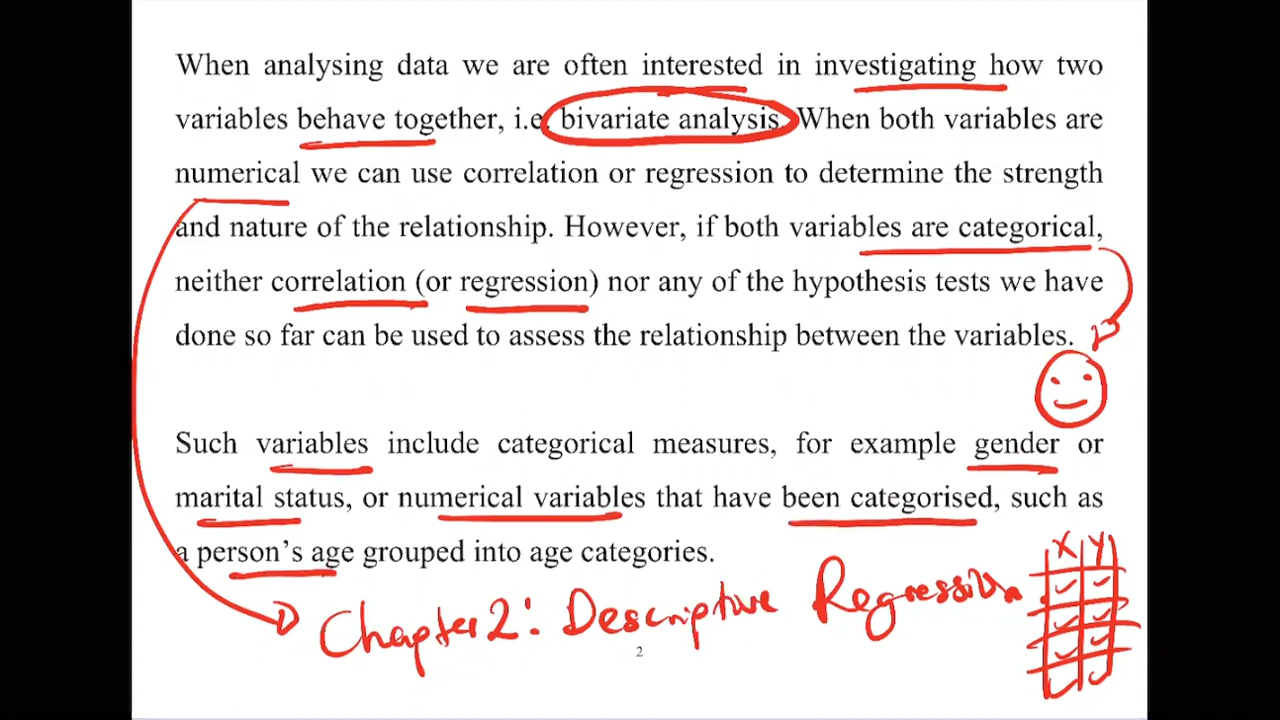 When analysing data we are often interested in investigating how two
variables behave together, i.e. bivariate analysis. When both variables are
numerical we can use correlation or regression to determine the strength
and nature of the relationship. However, if both variables are categorical,
neither correlation (or regression) nor any of the hypothesis tests we have
done so far can be used to assess the relationship between the variables.
Such variables include categorical measures, for example gender or
marital status, or numerical variables that have been categorised, such as
a person's age grouped into age categories.
X Y
Chapter 2: Descriptive Regression
2